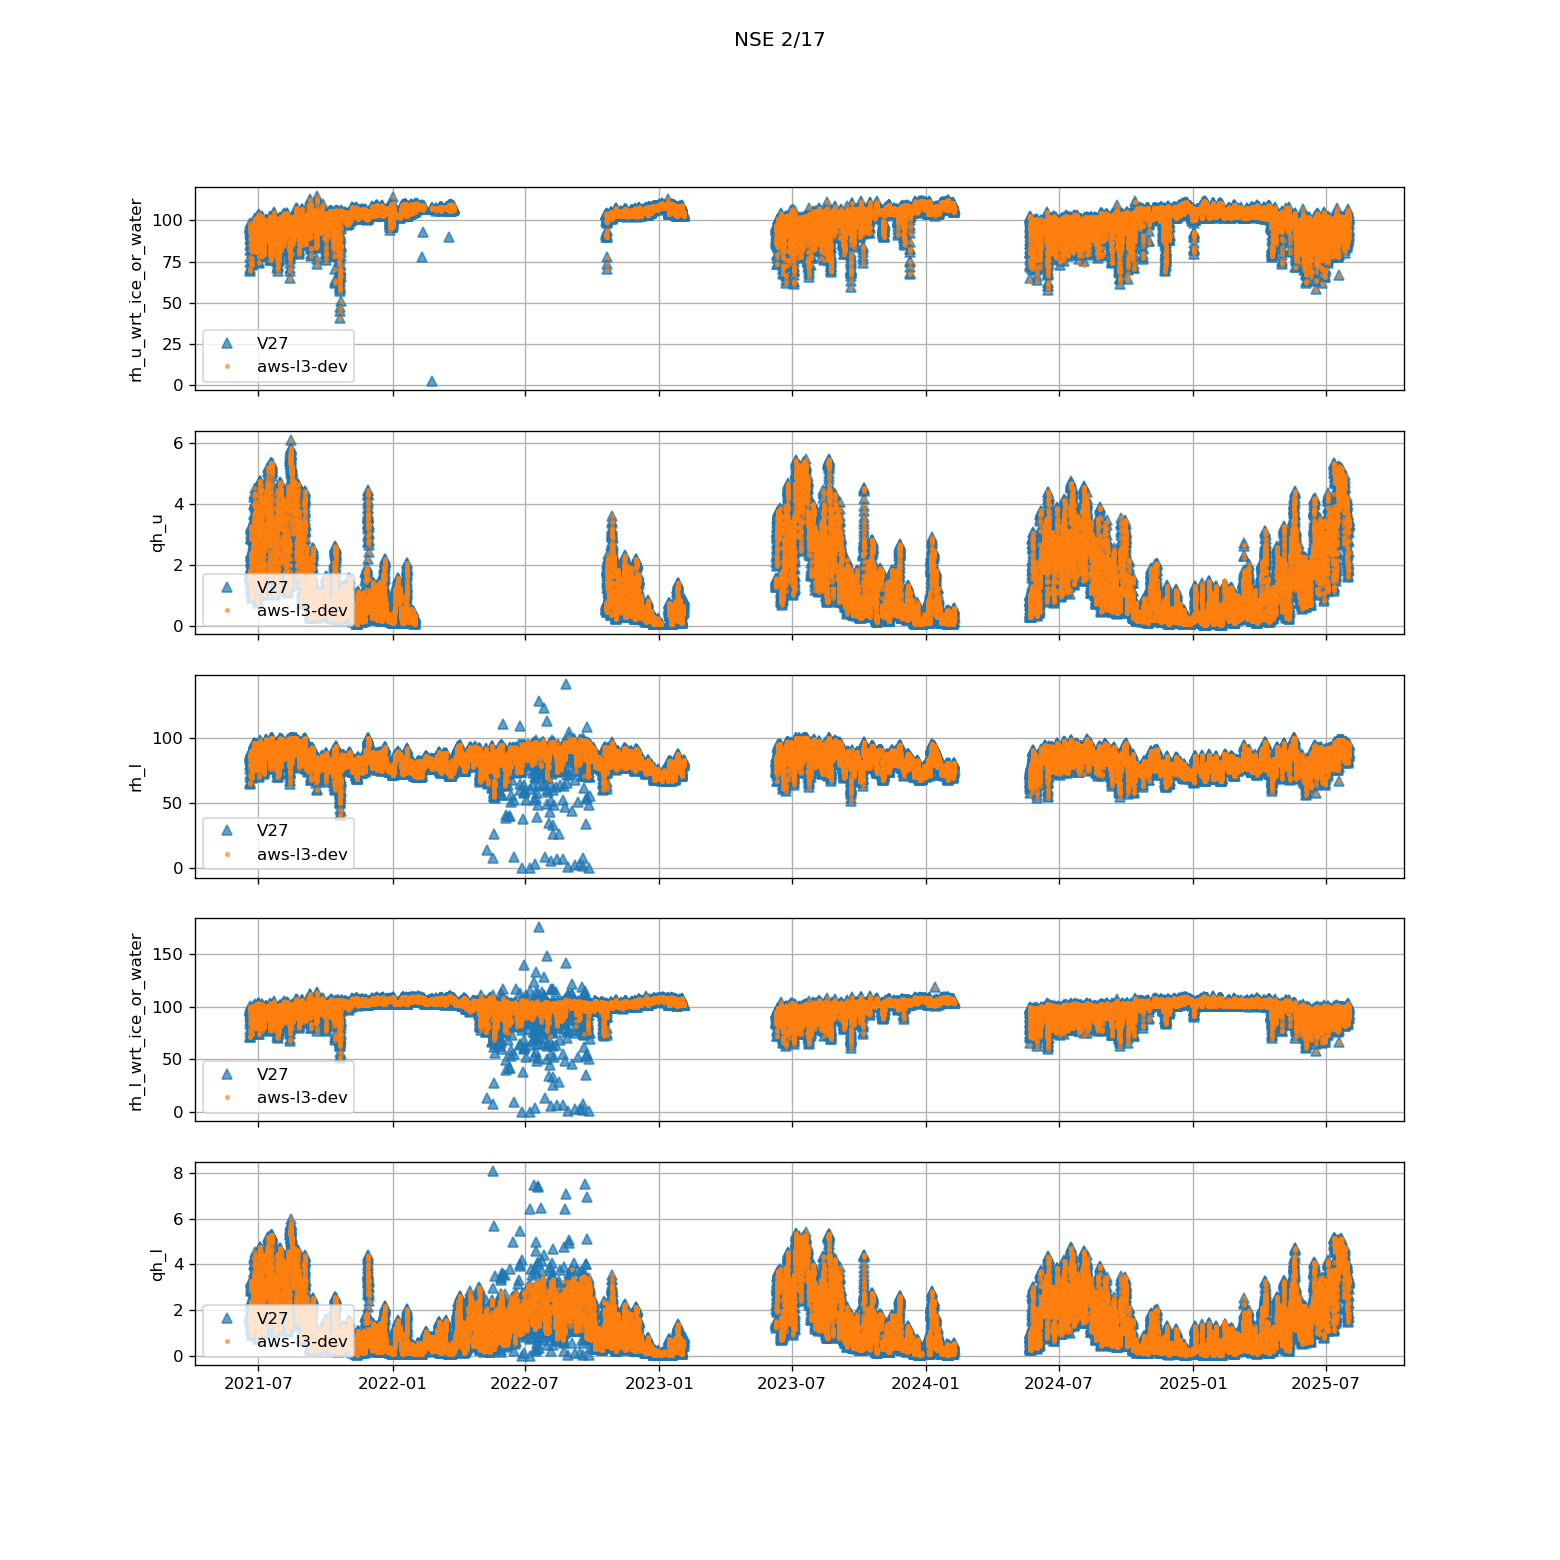 NSE 2/17
rh_u_wrt_ice_or_water
100
75
50
25
0
V27
aws-l3-dev
qh_u
6
4
2
0
V27
aws-l3-dev
rh_l
100
50
0
V27
aws-l3-dev
rh_l_wrt_ice_or_water
150
100
50
0
V27
aws-l3-dev
qh_l
8
6
4
2
0
V27
aws-l3-dev
2021-07 2022-01 2022-07 2023-01 2023-07 2024-01 2024-07 2025-01 2025-07